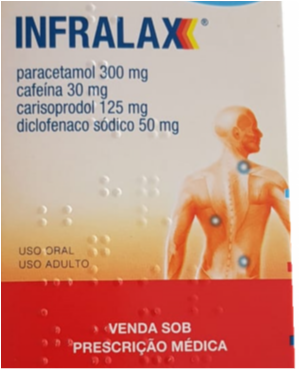 INFRALAX
paracetamol 300 mg
cafeína 30 mg
carisoprodol 125 mg
diclofenaco sódico 50 mg
USO ORAL
USO ADULTO
VENDA SOB
PRESCRIÇÃO MÉDICA